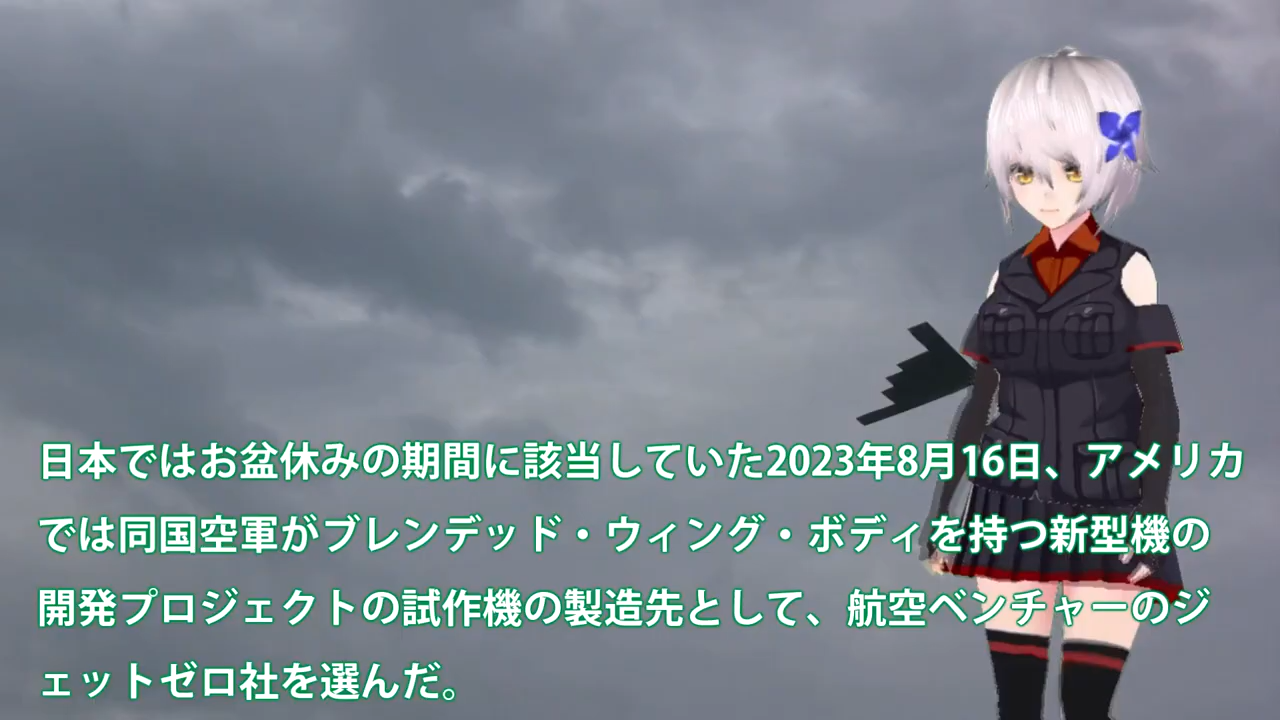 日本ではお盆休みの期間に該当していた2023年8月16日、アメリカ
では同国空軍がブレンデッド・ウィング・ボディを持つ新型機の
開発プロジェクトの試作機の製造先として、航空ベンチャーのジ
ェットゼロ社を選んだ。